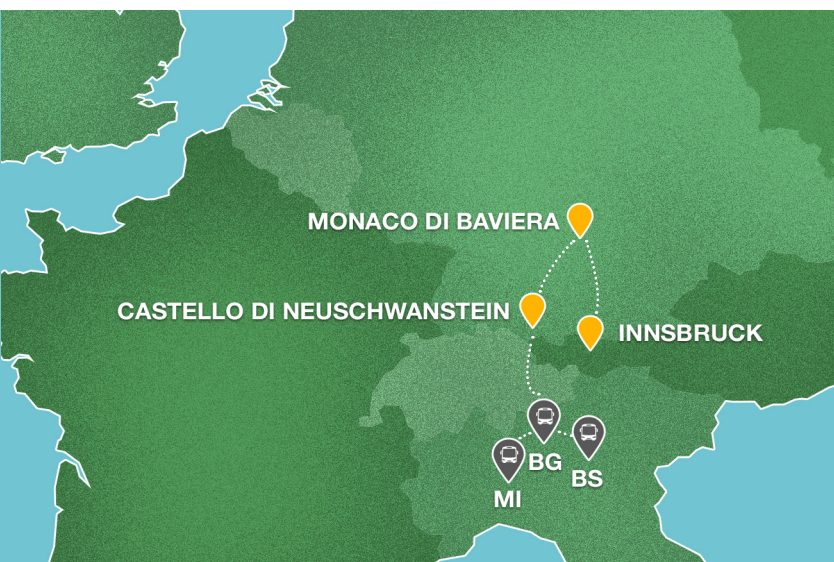 MONACO DI BAVIERA
CASTELLO DI NEUSCHWANSTEIN
INNSBRUCK
BG
BS
MI